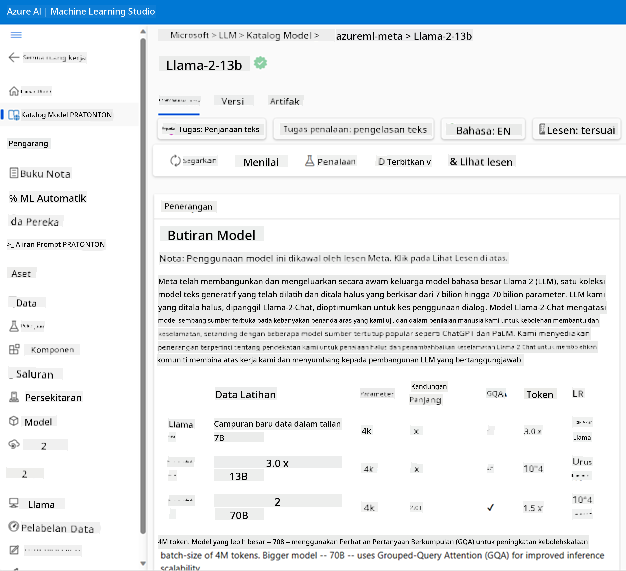 Azure AI | Machine Learning Studio
Microsoft > LLM > Katalog Model > azureml-meta > Llama-2-13b
Llama-2-13b
Versi Artifak
Katalog Model PRATONTON
Tugas: Penjanaan teks Tugas penalaan: pengelasan teks Bahasa: EN Lesen: tersuai
Pengarang
Segarkan Menilai Penalaan Terbitkan v & Lihat lesen
Buku Nota
ML Automatik
da Pereka
Aliran Prompt PRATONTON
Aset
Data
Komponen
Saluran
Persekitaran
Model
2
2
Llama
Pelabelan Data
Penerangan
Butiran Model
Nota: Penggunaan model ini dikawal oleh lesen Meta. Klik pada Lihat Lesen di atas.
Meta telah membangunkan dan mengeluarkan secara awam keluarga model bahasa besar Llama 2 (LLM), satu koleksi
model teks generatif yang telah dilatih dan ditala halus yang berkisar dari 7 bilion hingga 70 bilion parameter. LLM kami
yang ditala halus, dipanggil Llama-2-Chat, dioptimumkan untuk kes penggunaan dialog. Model Llama-2-Chat mengatasi
model sembang sumber terbuka pada kebanyakan penanda aras yang kami uji, dan dalam penilaian manusia kami untuk kebolehan membantu dan
keselamatan, setanding dengan beberapa model sumber tertutup popular seperti ChatGPT dan PaLM. Kami menyediakan
penerangan terperinci tentang pendekatan kami untuk penalaan halus dan penambahbaikan keselamatan Llama-2-Chat untuk membolehkan
komuniti membina atas kerja kami dan menyumbang kepada pembangunan LLM yang bertanggungjawab.
Data Latihan Parameter Kandungan Panjang GQA Token LR
Llama Campuran baru data dalam talian 7B 4k x 3.0 x Llama
3.0 x 13B 4k x 10-4 Urus
2 70B 4k ✓ 1.5 x 10-4
4M token. Model yang lebih besar -- 70B -- menggunakan Perhatian Pertanyaan Berkumpulan (GQA) untuk peningkatan kebolehskalaan
batch-size of 4M tokens. Bigger model -- 70B -- uses Grouped-Query Attention (GQA) for improved inference
scalability